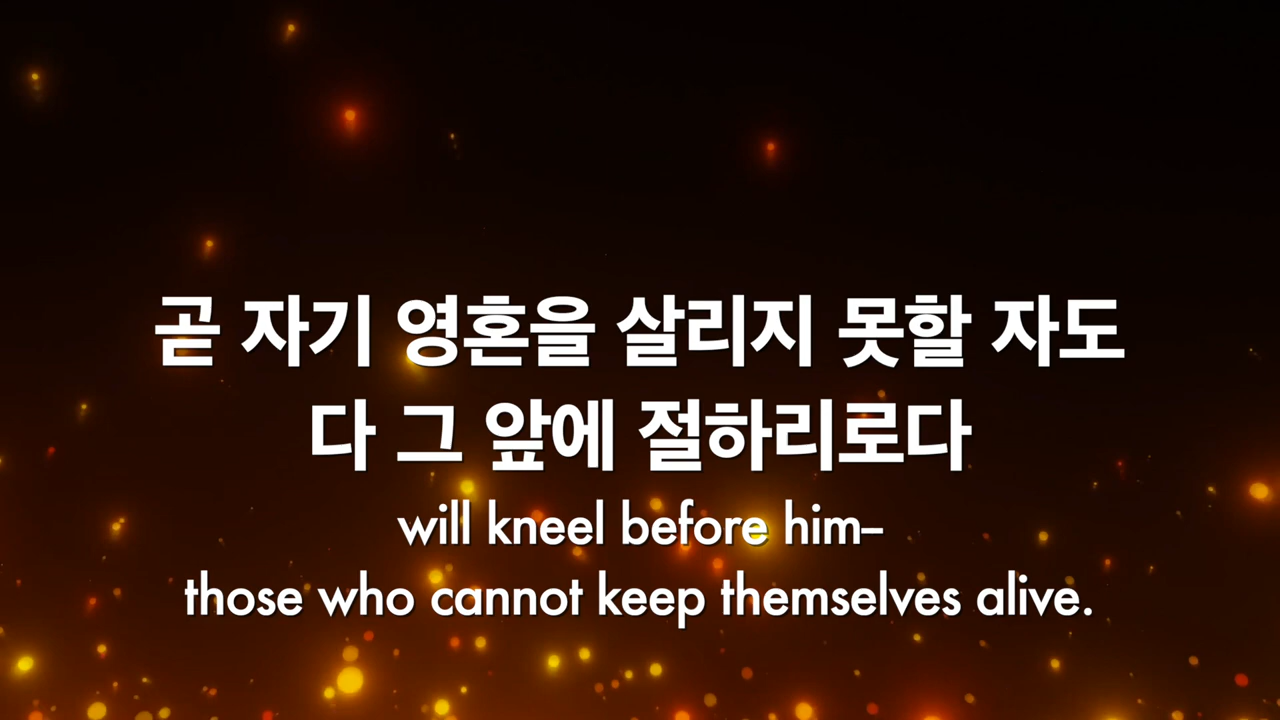 곧 자기 영혼을 살리지 못할 자도
다 그 앞에 절하리로다
will kneel before him–
those who cannot keep themselves alive.